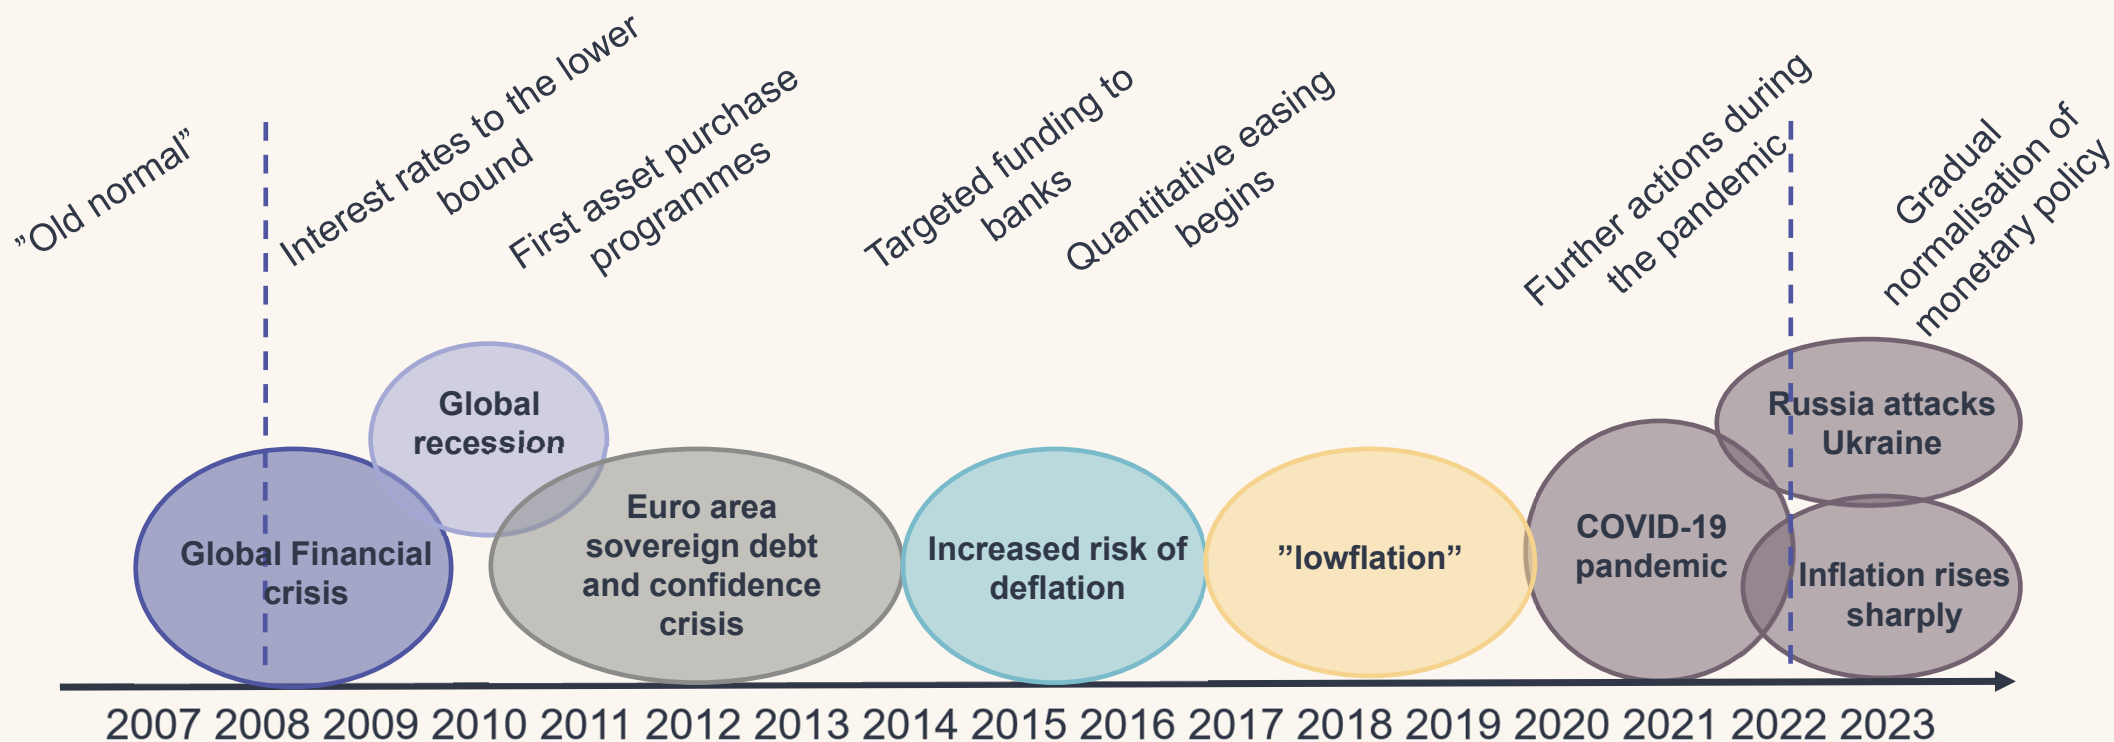 ”Old normal”
Interest rates to the lower
bound
First asset purchase
programmes
Targeted funding to
banks
Quantitative easing
begins
Further actions during
the pandemic
Gradual
normalisation of
monetary policy
Global
recession
Global Financial
crisis
Euro area
sovereign debt
and confidence
crisis
Increased risk of
deflation
”lowflation”
COVID-19
pandemic
Russia attacks
Ukraine
Inflation rises
sharply
2007 2008 2009 2010 2011 2012 2013 2014 2015 2016 2017 2018 2019 2020 2021 2022 2023